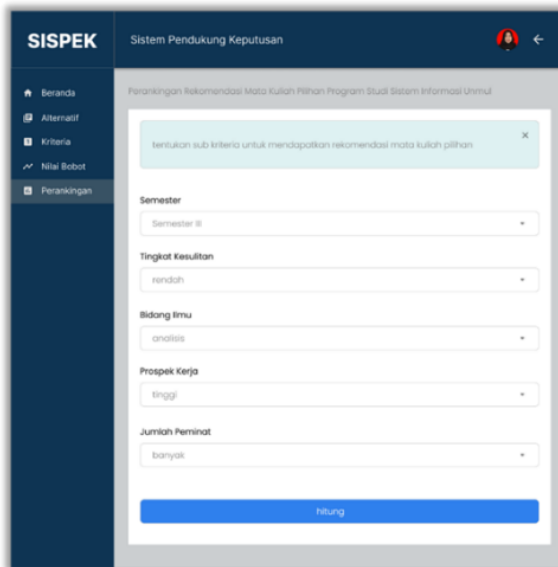 SISPEK
Sistem Pendukung Keputusan
Beranda
Alternatif
Kriteria
Nilai Bobot
Perankingan
Perankingan Rekomendasi Mata Kuliah Pilihan Program Studi Sistem Informasi Unmul
tentukan sub kriteria untuk mendapatkan rekomendasi mata kuliah pilihan
Semester
Semester III
Tingkat Kesulitan
rendah
Bidang Ilmu
analisis
Prospek Kerja
tinggi
Jumlah Peminat
banyak
hitung